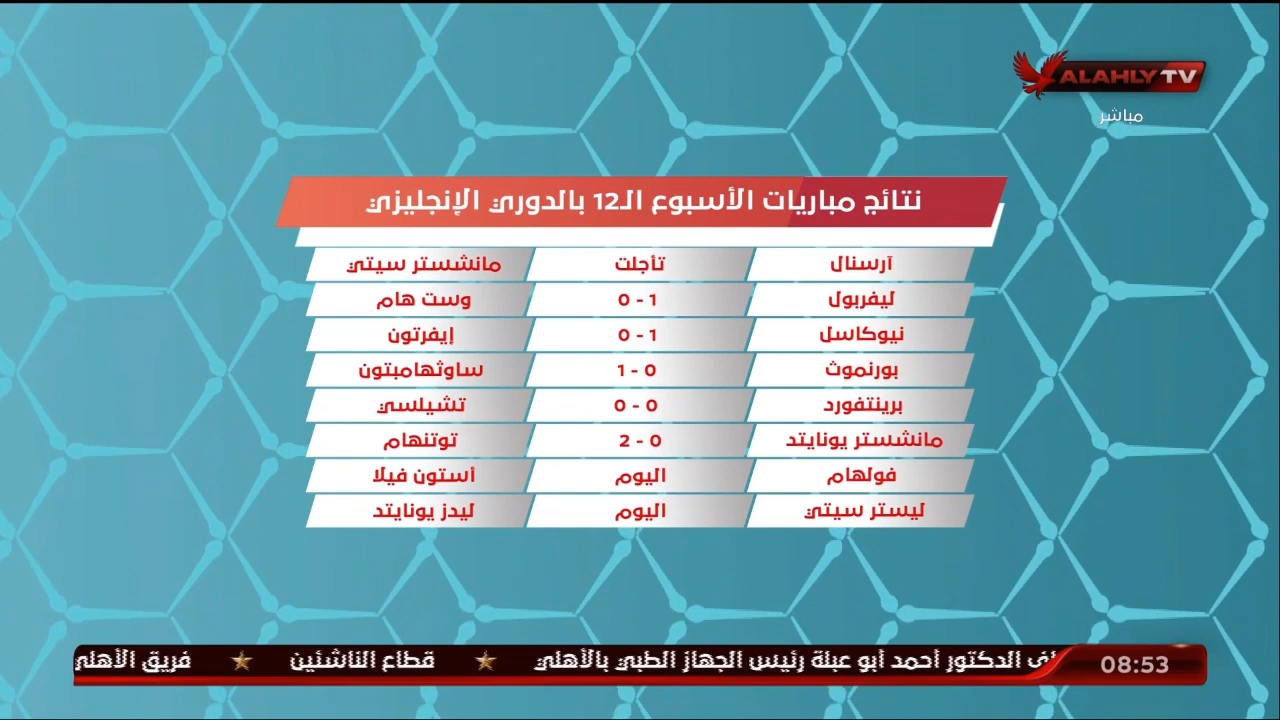 ALAHLY TV
مباشر
نتائج مباريات الأسبوع الـ12 بالدوري الإنجليزي
آرسنال تأجلت مانشستر سيتي
ليفربول 1 - 0 وست هام
نيوكاسل 1 - 0 إيفرتون
بورنموث 0 - 1 ساوثهامبتون
برينتفورد 0 - 0 تشيلسي
مانشستر يونايتد 0 - 2 توتنهام
فولهام اليوم أستون فيلا
ليستر سيتي اليوم ليدز يونايتد
08:53 الدكتور أحمد أبو عبلة رئيس الجهاز الطبي بالأهلي قطاع الناشئين فريق الأهلي